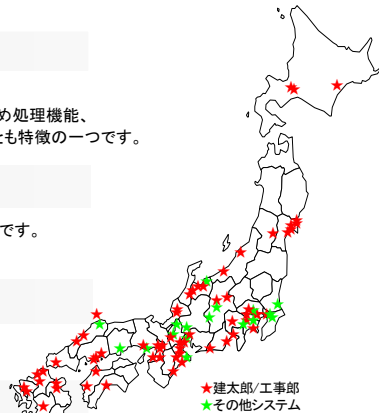 め処理機能、
とも特徴の一つです。
です。
★建太郎/工事郎
★その他システム